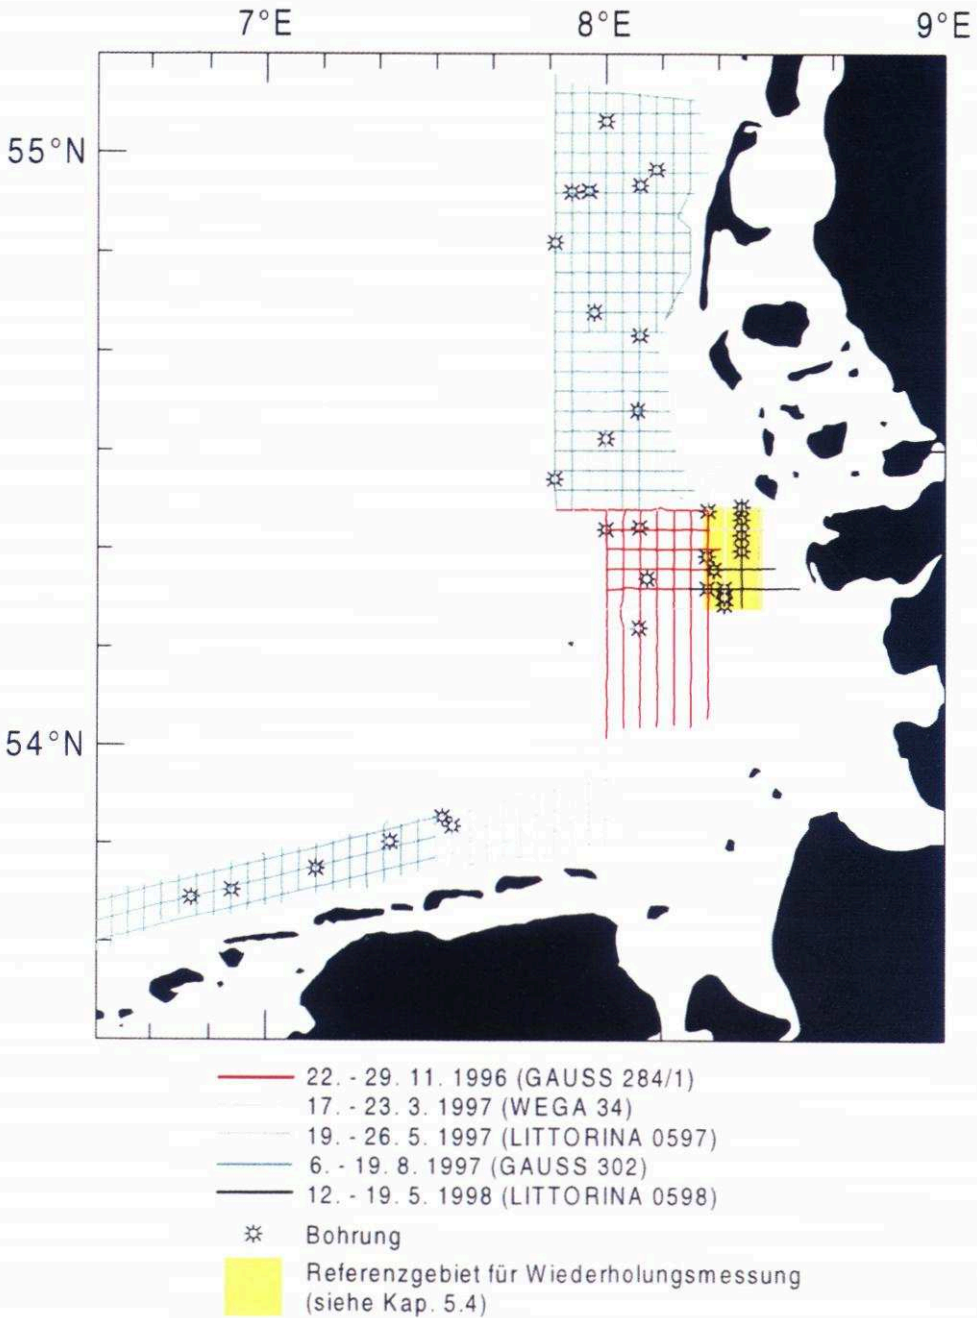 7°E 8°E 9°E
55°N
54°N
22. - 29. 11. 1996 (GAUSS 284/1)
17. - 23. 3. 1997 (WEGA 34)
19. - 26. 5. 1997 (LITTORINA 0597)
6. - 19. 8. 1997 (GAUSS 302)
12. - 19. 5. 1998 (LITTORINA 0598)
Bohrung
Referenzgebiet für Wiederholungsmessung
(siehe Kap. 5.4)